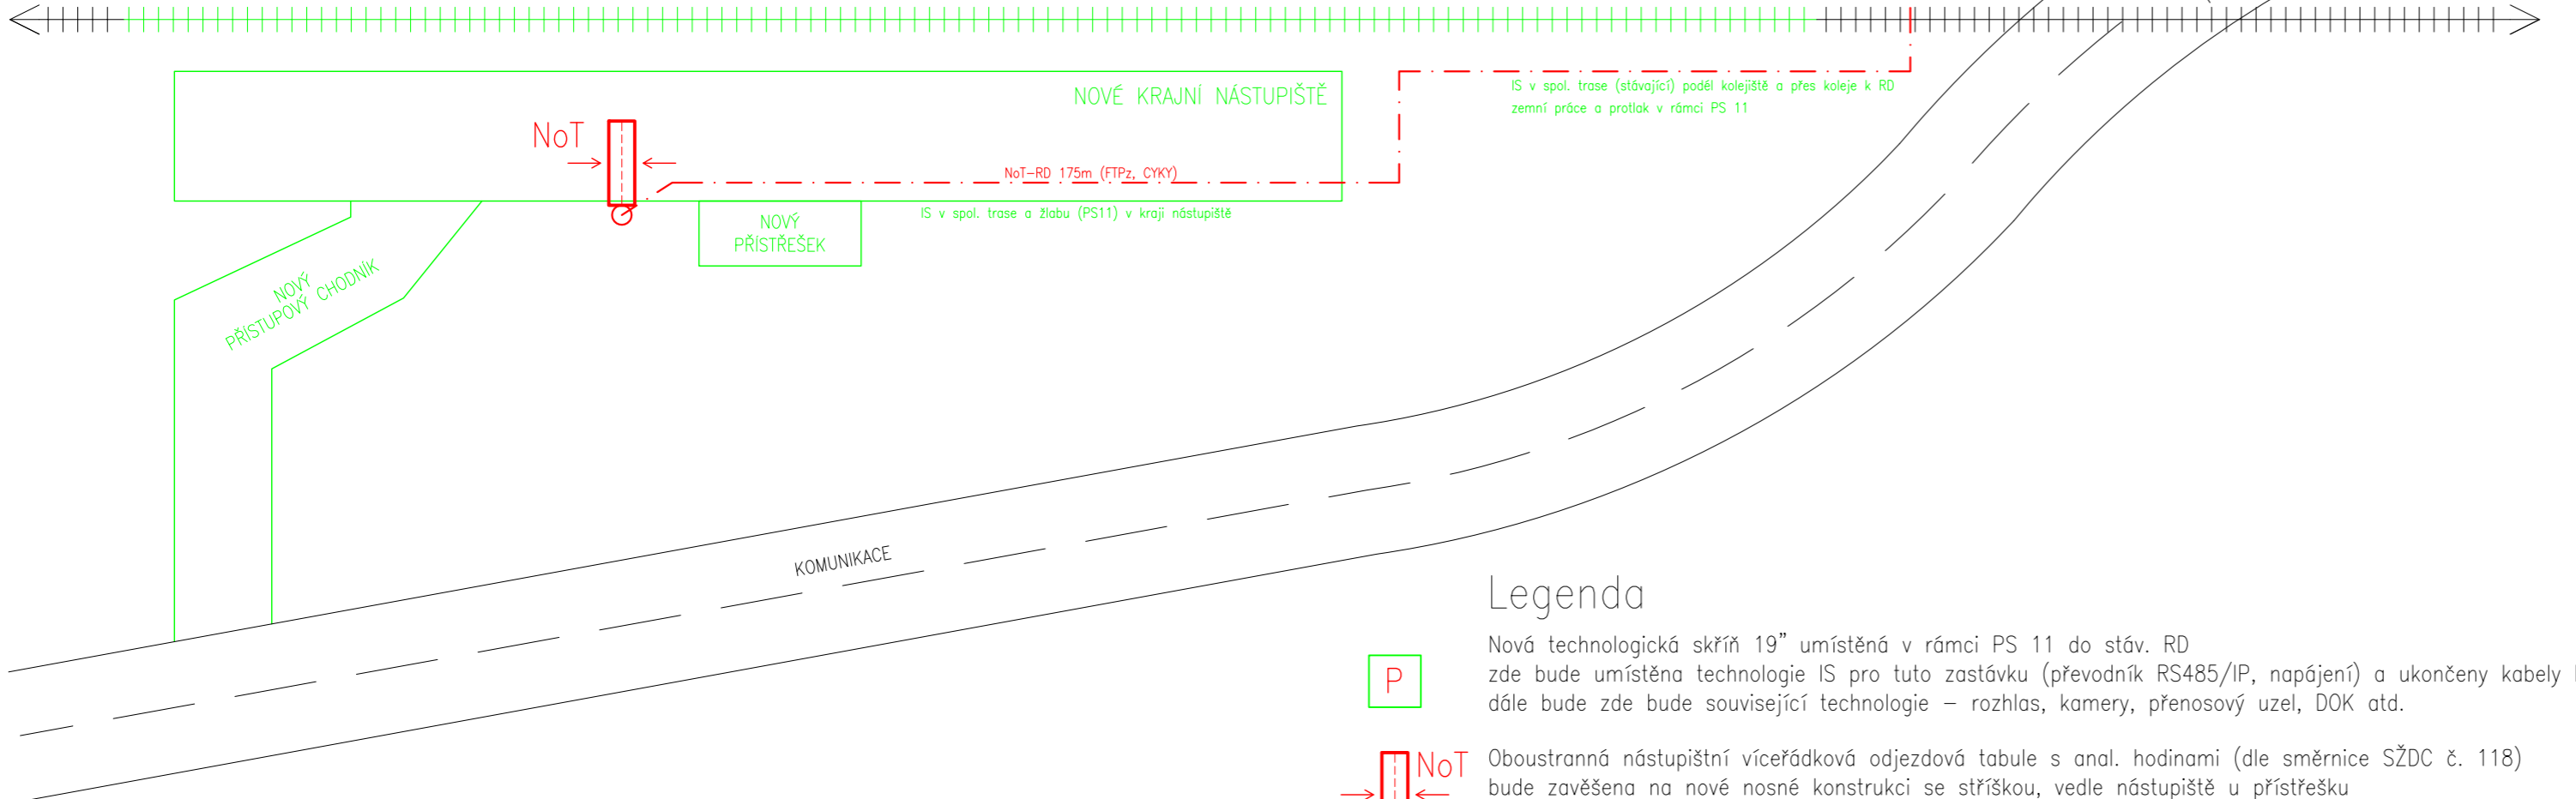 NOVÉ KRAJNÍ NÁSTUPIŠTĚ
IS v spol. trase (stávající) podél kolejiště a přes koleje k RD
zemní práce a protlak v rámci PS 11
NoT
NoT-RD 175m (FTPz, CYKY)
IS v spol. trase a žlabu (PS11) v kraji nástupiště
NOVÝ
PŘÍSTŘEŠEK
NOVÝ
PŘÍSTUPOVÝ CHODNÍK
KOMUNIKACE
Legenda
P
Nová technologická skříň 19" umístěná v rámci PS 11 do stáv. RD
zde bude umístěna technologie IS pro tuto zastávku (převodník RS485/IP, napájení) a ukončeny kabely
dále bude zde bude související technologie – rozhlas, kamery, přenosový uzel, DOK atd.
NoT
Oboustranná nástupištní víceřádková odjezdová tabule s anal. hodinami (dle směrnice SŽDC č. 118)
bude zavěšena na nové nosné konstrukci se stříškou, vedle nástupiště u přístřešku